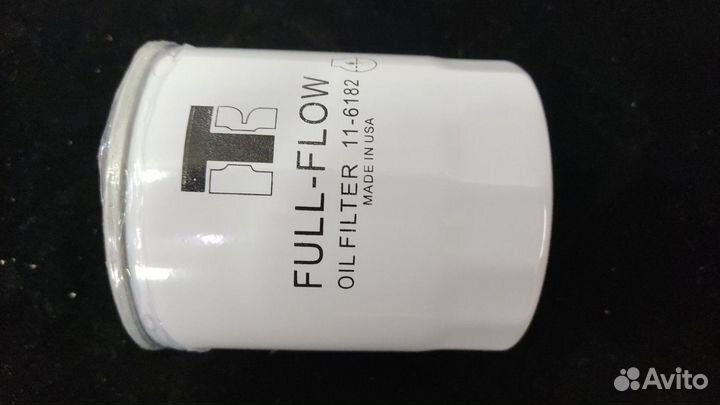 FULL-FLOW
OIL FILTER 11-6182
MADE IN USA
Avito